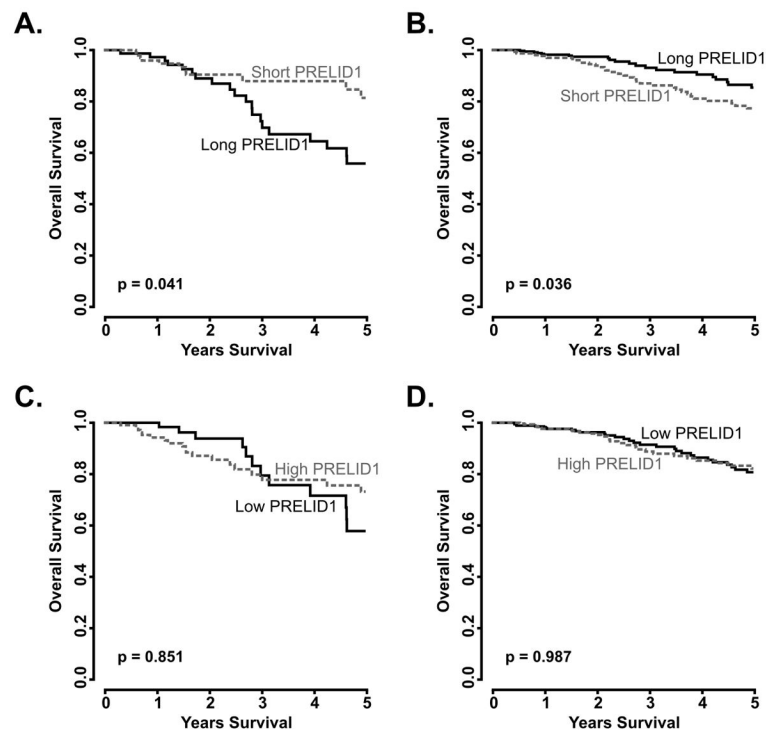 A.
Overall Survival
1.0
0.8
0.6
0.4
0.2
0.0
Short PRELID1
Long PRELID1
p = 0.041
0 1 2 3 4 5
Years Survival
B.
Overall Survival
1.0
0.8
0.6
0.4
0.2
0.0
Long PRELID1
Short PRELID1
p = 0.036
0 1 2 3 4 5
Years Survival
C.
Overall Survival
1.0
0.8
0.6
0.4
0.2
0.0
High PRELID1
Low PRELID1
p = 0.851
0 1 2 3 4 5
Years Survival
D.
Overall Survival
1.0
0.8
0.6
0.4
0.2
0.0
Low PRELID1
High PRELID1
p = 0.987
0 1 2 3 4 5
Years Survival